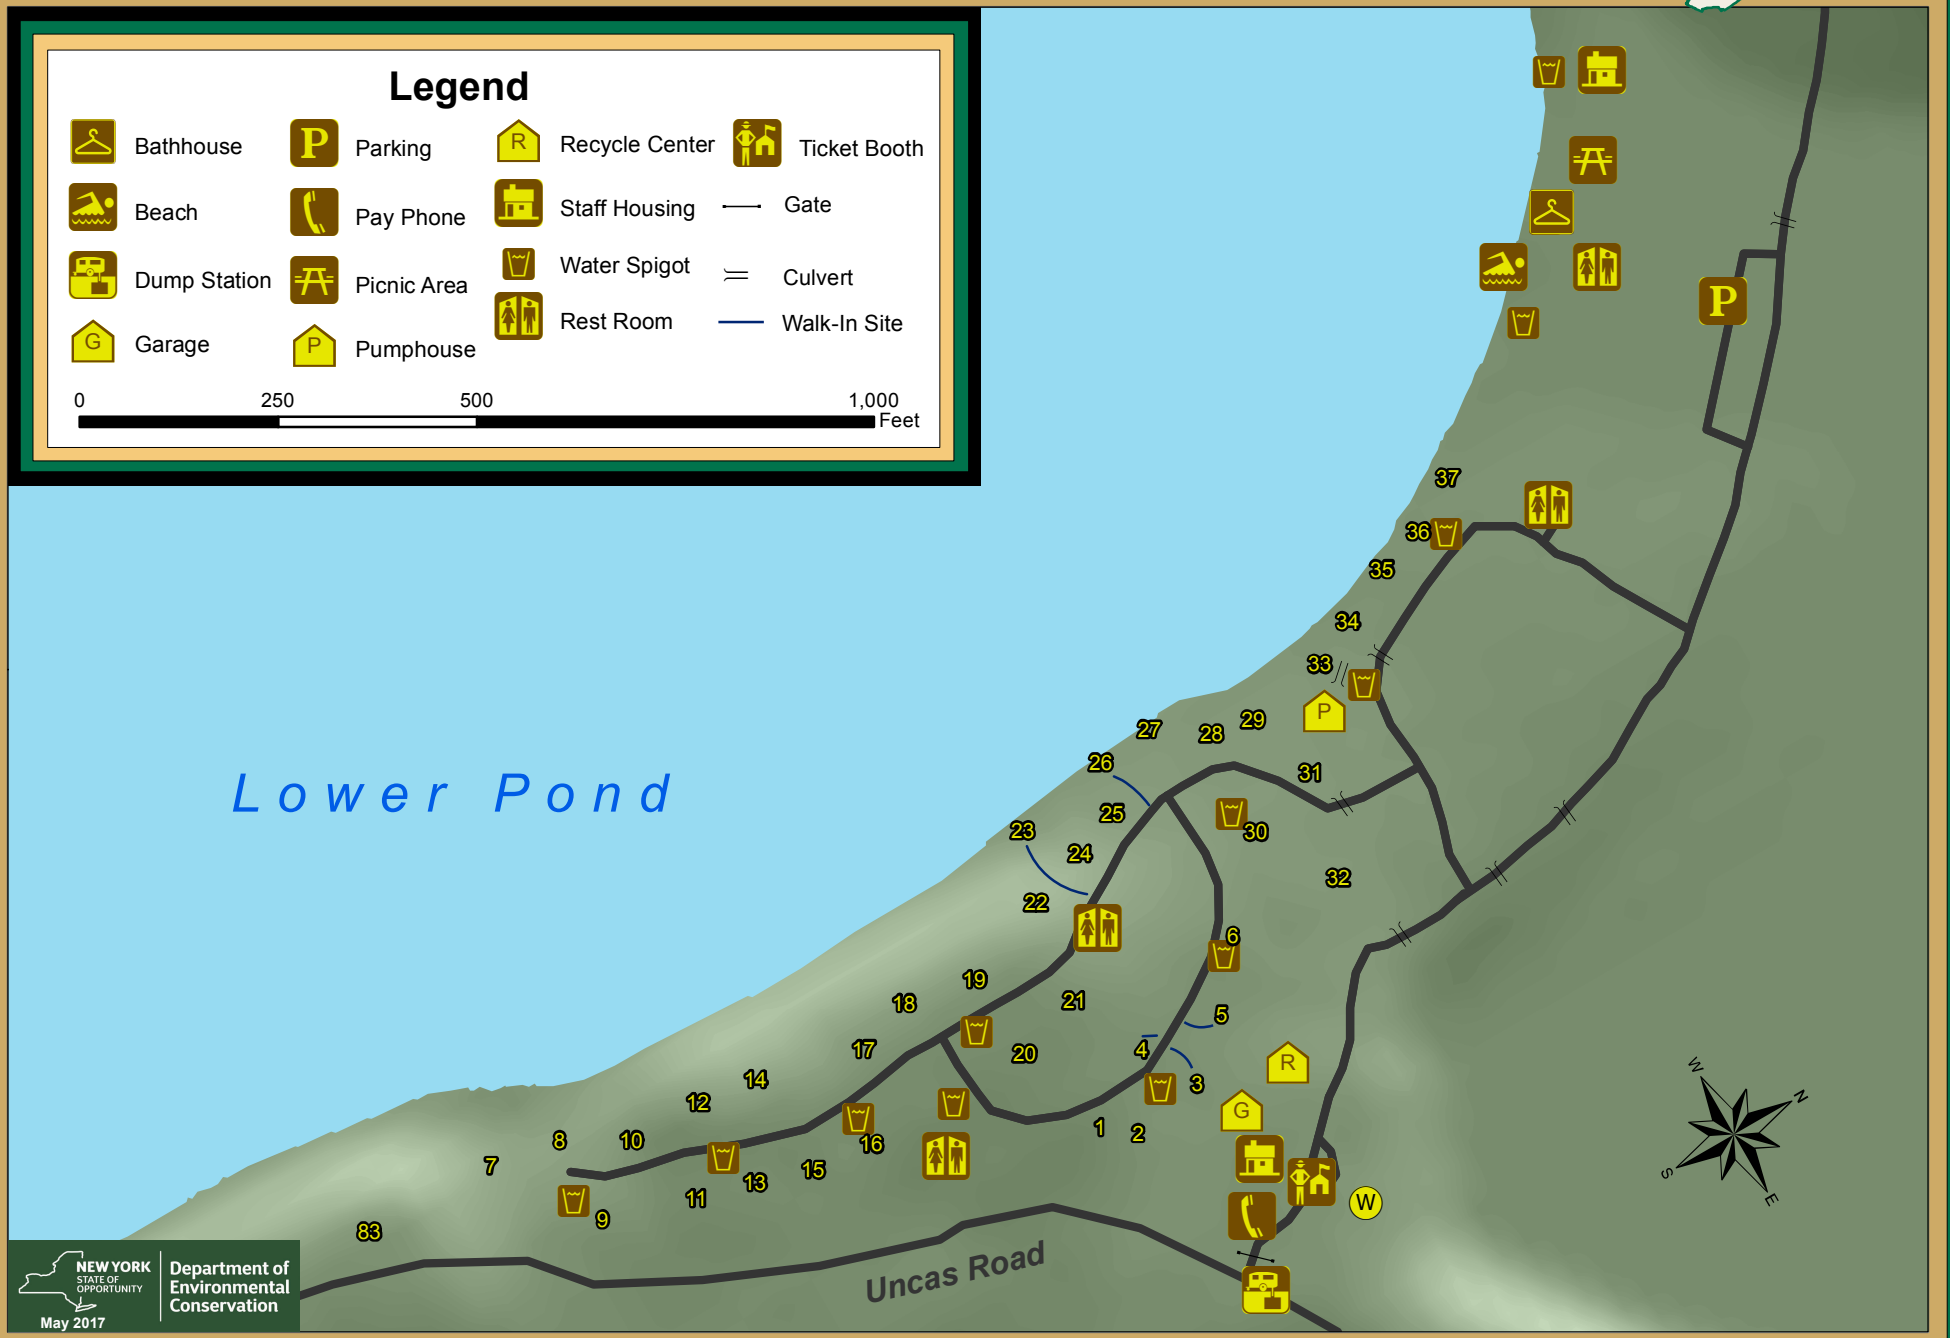 Legend
Bathhouse
Beach
Dump Station
G
Garage
P
Parking
Pay Phone
Picnic Area
P
Pumphouse
R
Recycle Center
Staff Housing
Water Spigot
Rest Room
Ticket Booth
Gate
Culvert
Walk-In Site
0 250 500 1,000
Feet
P
37
36
35
34
33
P
29
28
27
26
31
25
30
23
24
32
22
6
19
21
18
5
20
4
17
R
3
14
G
12
1
2
16
10
8
7
15
13
11
9
83
W
Lower Pond
Uncas Road
W
N
S
E
NEW YORK
STATE OF
OPPORTUNITY
Department of
Environmental
Conservation
May 2017